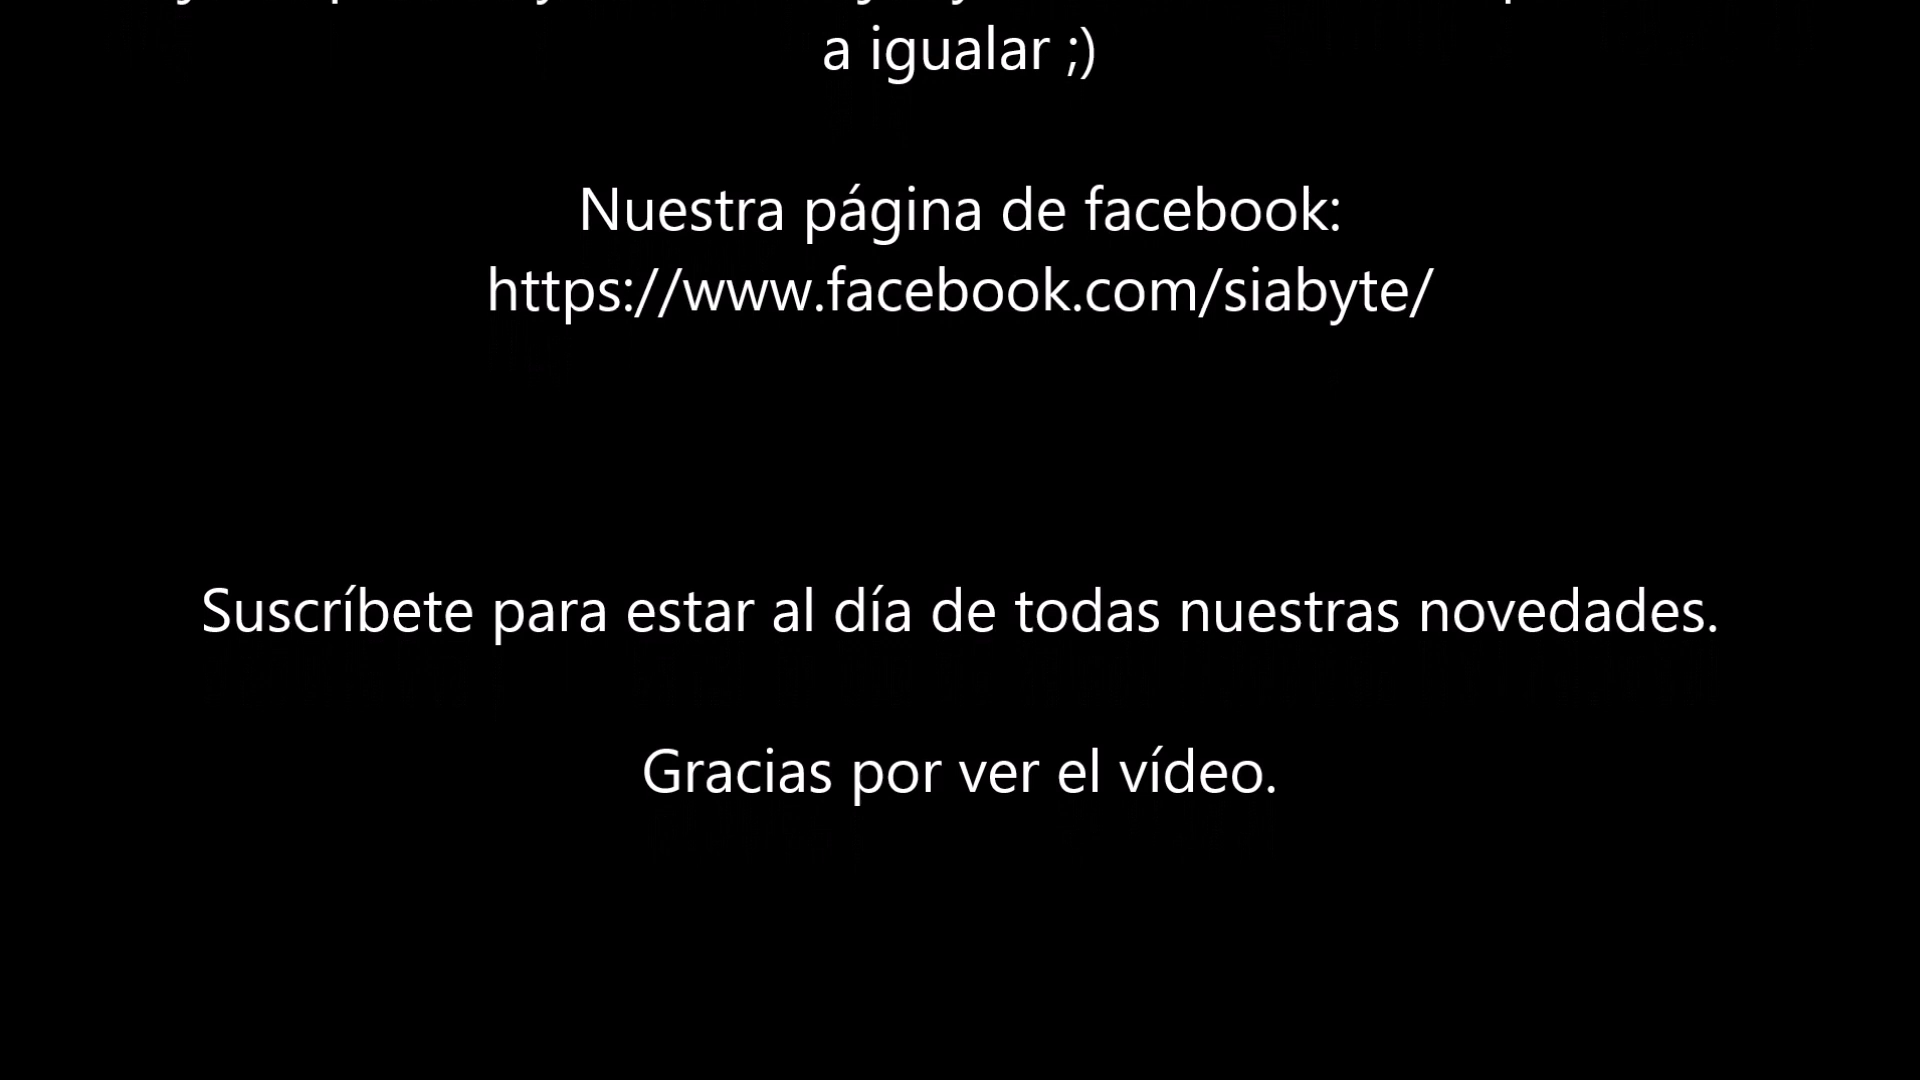 a igualar ;)
Nuestra página de facebook:
https://www.facebook.com/siabyte/
Suscríbete para estar al día de todas nuestras novedades.
Gracias por ver el vídeo.